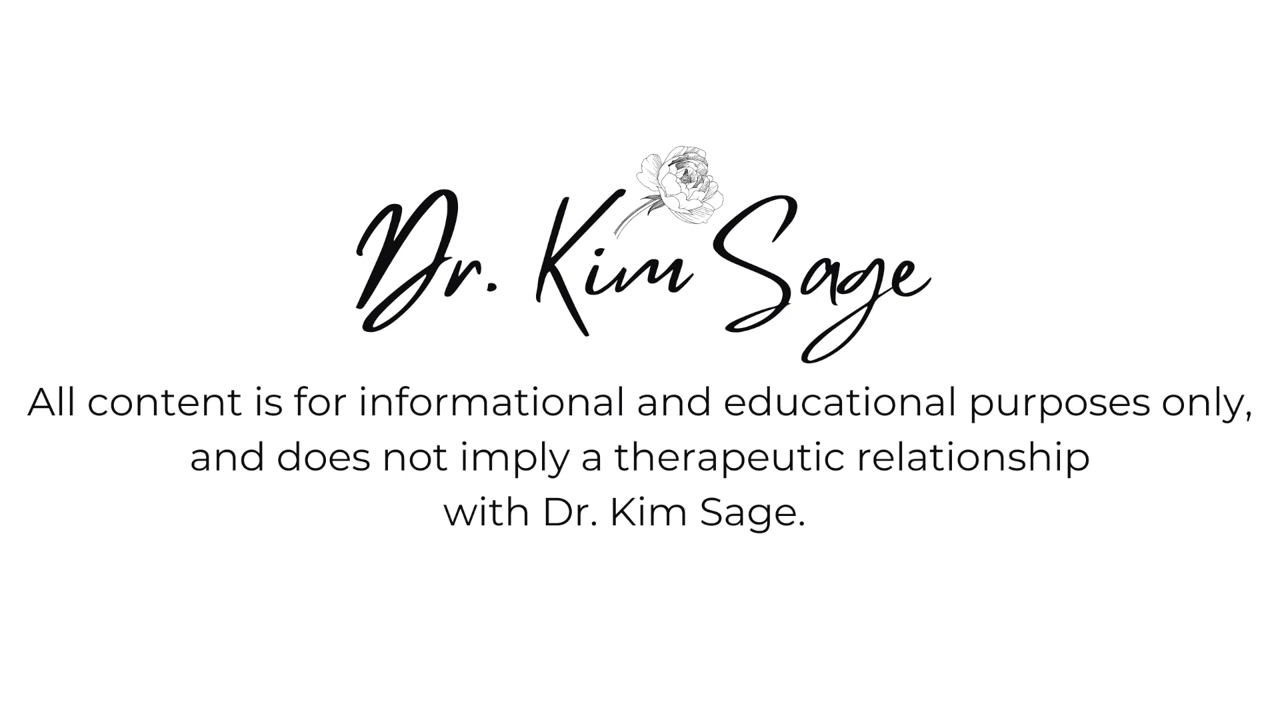 Dr. Kim Sage
All content is for informational and educational purposes only,
and does not imply a therapeutic relationship
with Dr. Kim Sage.